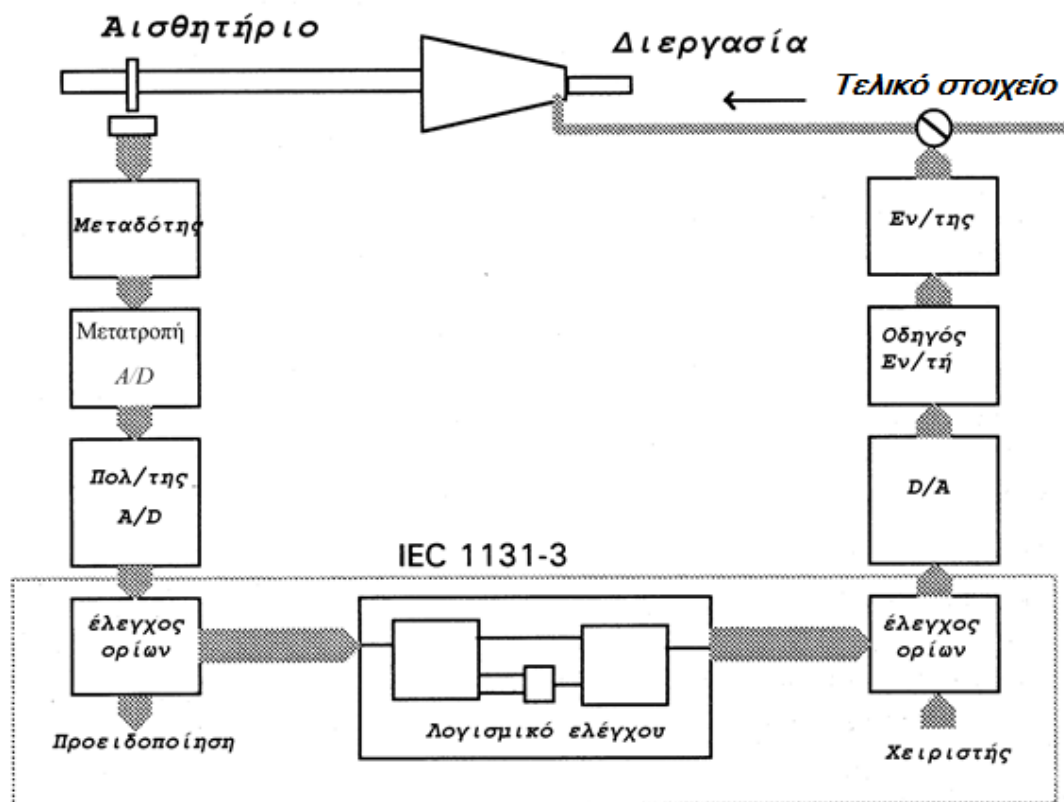 Αισθητήριο
Διεργασία
Τελικό στοιχείο
Μεταδότης
Εν/της
Μετατροπή
A/D
Οδηγός
Εν/τή
Πολ/της
A/D
D/A
IEC 1131-3
έλεγχος
ορίων
έλεγχος
ορίων
Λογισμικό ελέγχου
Προειδοποίηση
Χειριστής